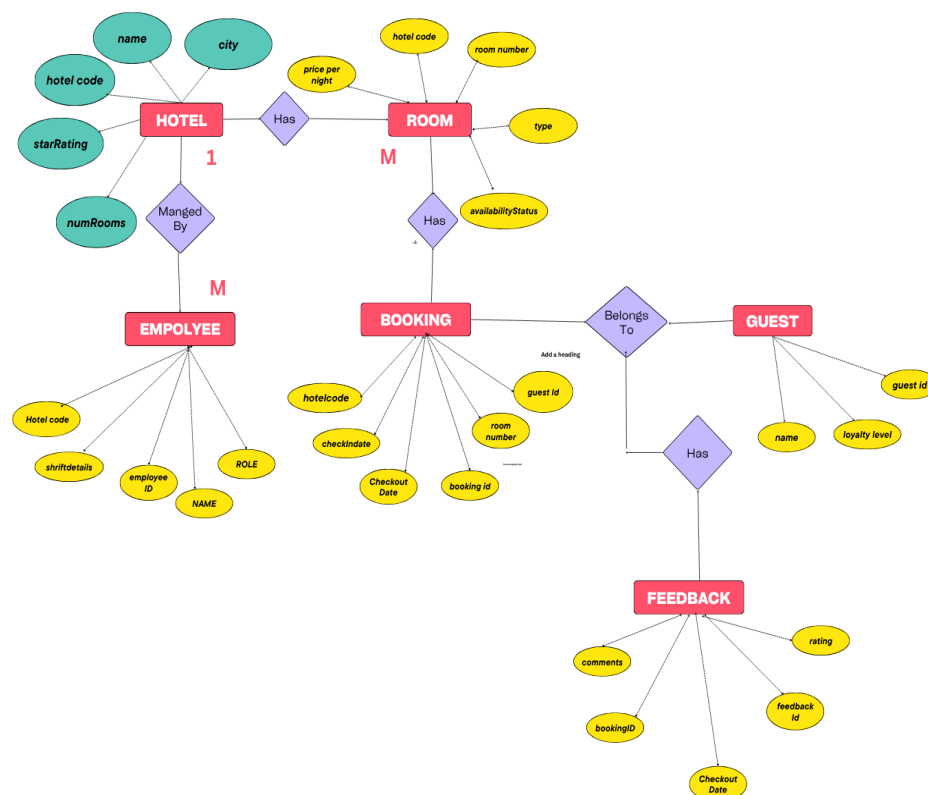 name
city
hotel code
room number
hotel code
price per
night
HOTEL
Has
ROOM
type
starRating
1
M
numRooms
Manged
By
Has
availabilityStatus
M
EMPOLYEE
BOOKING
Belongs
To
GUEST
Add a heading
hotelcode
guest Id
guest id
Hotel code
checkIndate
room
number
name
loyalty level
shriftdetails
employee
ID
ROLE
NAME
Checkout
Date
booking id
Has
FEEDBACK
comments
rating
bookingID
feedback
Id
Checkout
Date